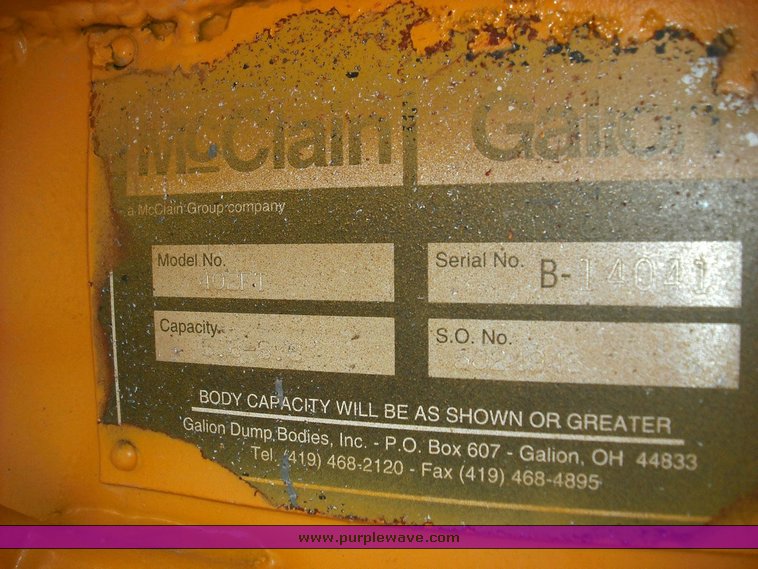 McClain Galion
a McClain Group company
Model No.
Serial No. B-14041
Capacity
S.O. No.
BODY CAPACITY WILL BE AS SHOWN OR GREATER
Galion Dump Bodies, Inc. - P.O. Box 607 - Galion, OH 44833
Tel. (419) 468-2120 - Fax (419) 468-4895
www.purplewave.com